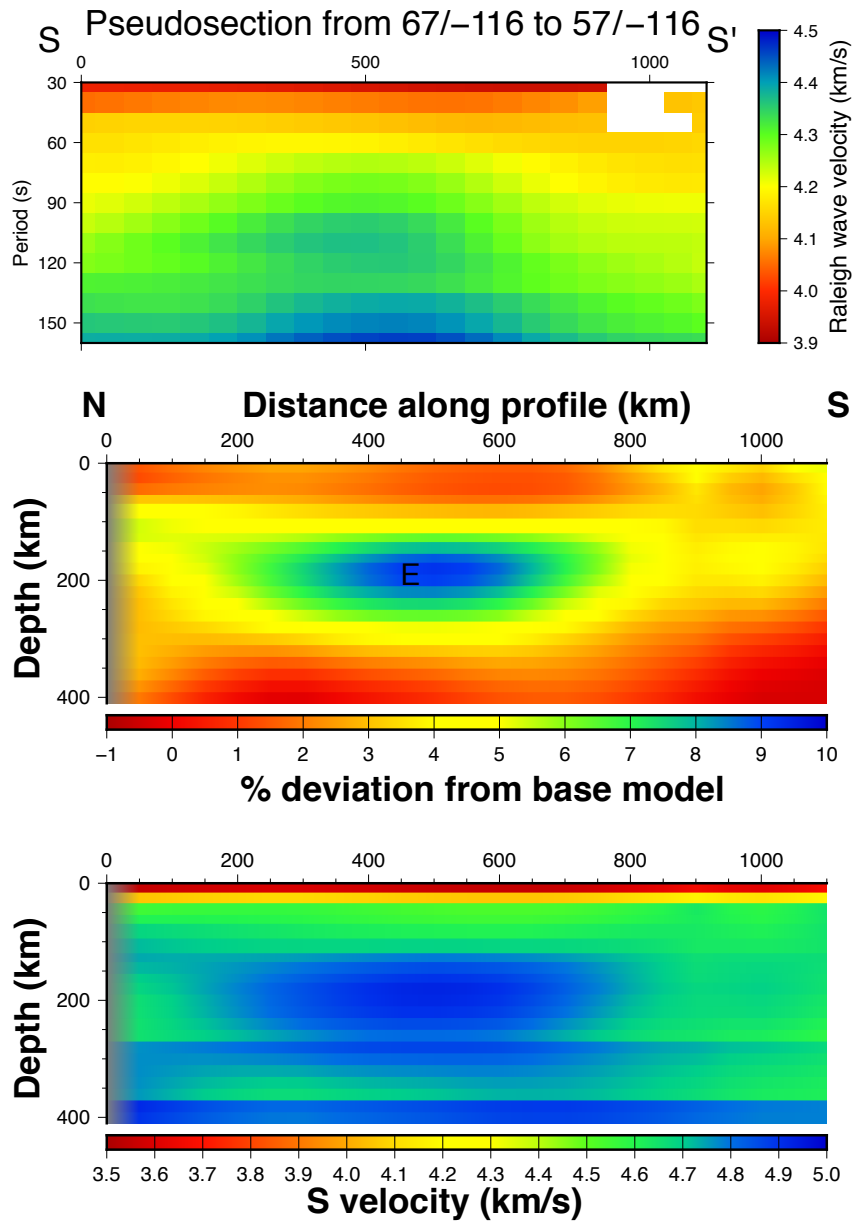 S Pseudosection from 67/−116 to 57/−116 S'
0 500 1000
30
60
90
120
150
Period (s)
4.5
4.4
4.3
4.2
4.1
4.0
3.9
Raleigh wave velocity (km/s)
N Distance along profile (km) S
0 200 400 600 800 1000
0
200
400
Depth (km)
E
−1 0 1 2 3 4 5 6 7 8 9 10
% deviation from base model
0 200 400 600 800 1000
0
200
400
Depth (km)
3.5 3.6 3.7 3.8 3.9 4.0 4.1 4.2 4.3 4.4 4.5 4.6 4.7 4.8 4.9 5.0
S velocity (km/s)